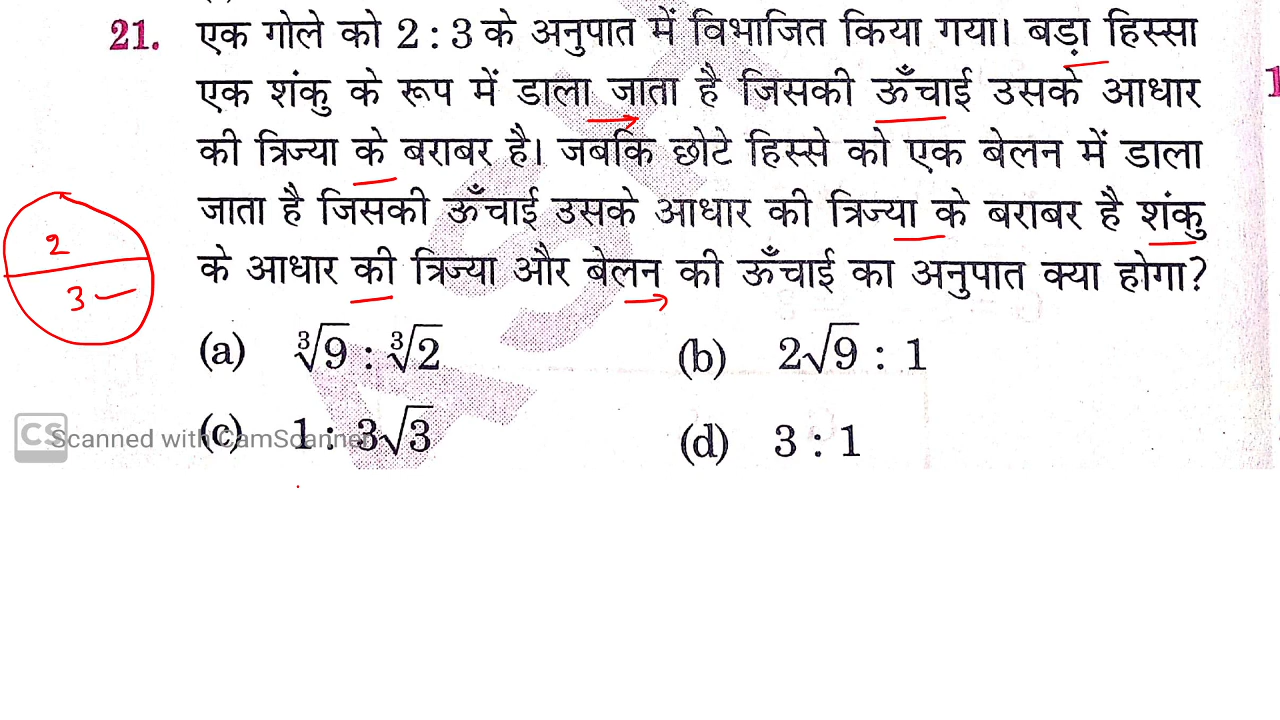 21. एक गोले को 2 : 3 के अनुपात में विभाजित किया गया। बड़ा हिस्सा
एक शंकु के रूप में डाला जाता है जिसकी ऊँचाई उसके आधार
की त्रिज्या के बराबर है। जबकि छोटे हिस्से को एक बेलन में डाला
जाता है जिसकी ऊँचाई उसके आधार की त्रिज्या के बराबर है शंकु
के आधार की त्रिज्या और बेलन की ऊँचाई का अनुपात क्या होगा?
(a) ∛9 : ∛2 (b) 2√9 : 1
(c) 1 : 3√3 (d) 3 : 1
2
3
CS Scanned with CamScanner
1